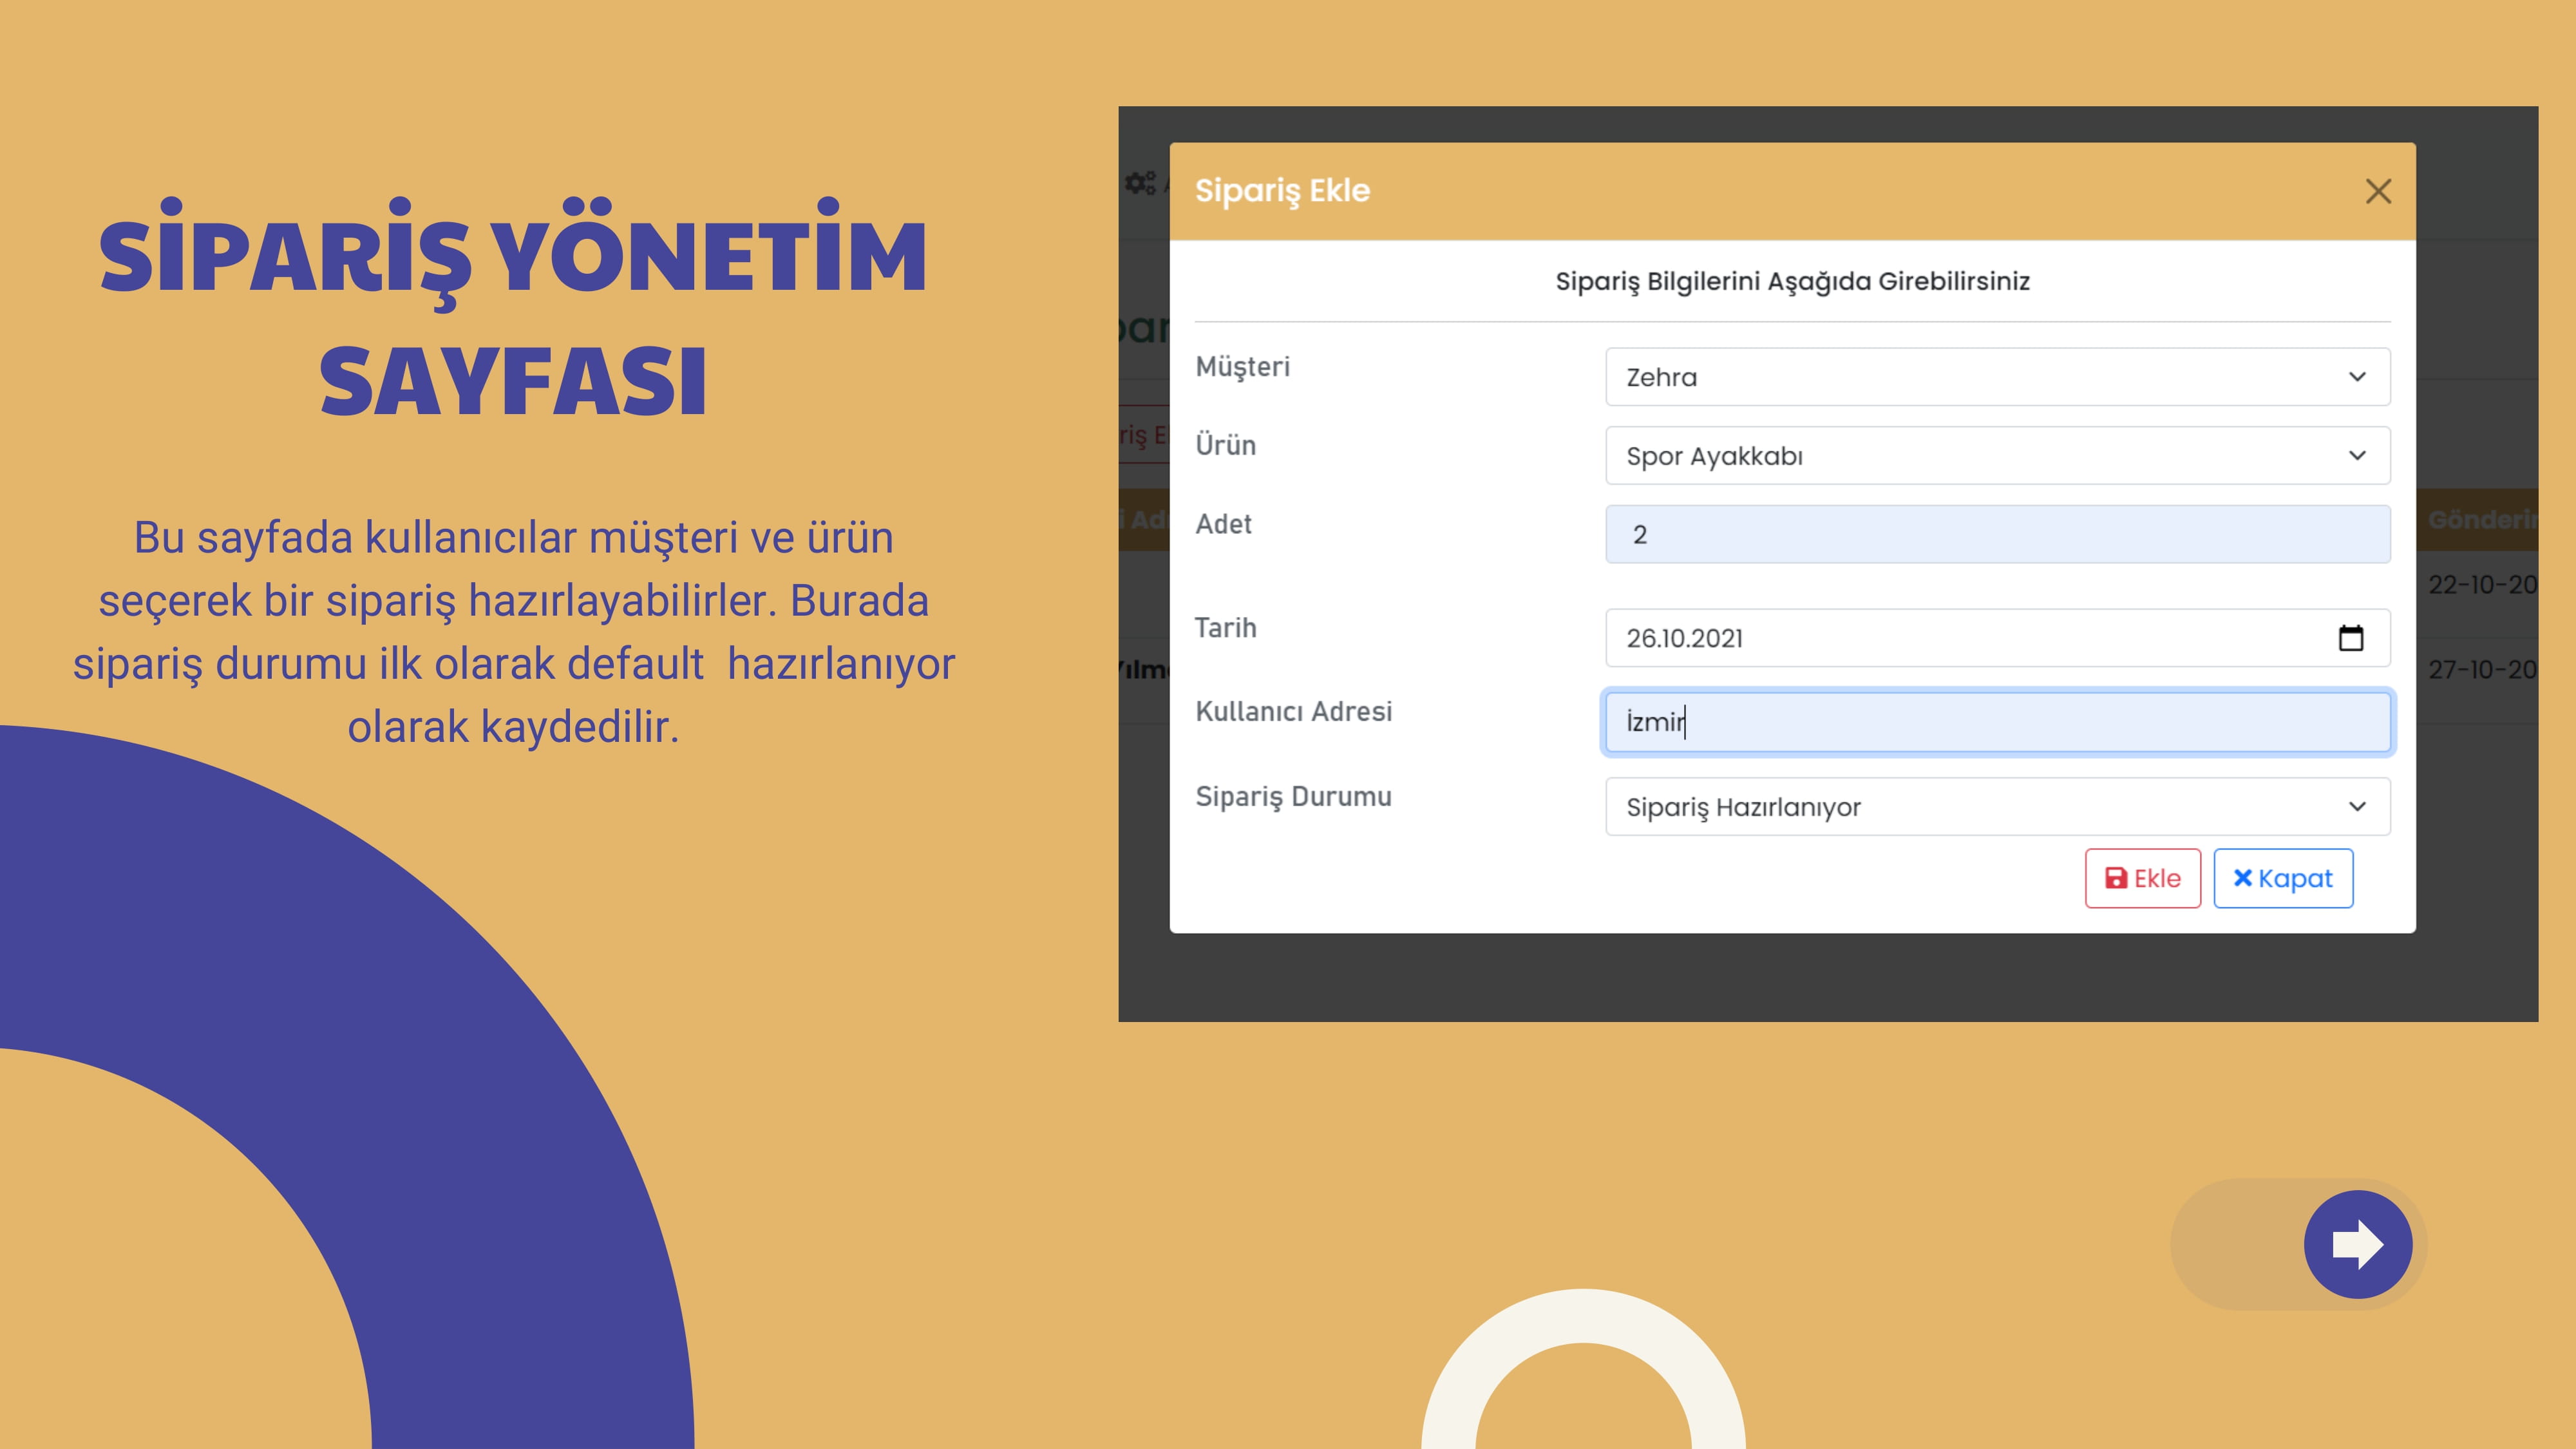 SİPARİŞ YÖNETİM
SAYFASI
Bu sayfada kullanıcılar müşteri ve ürün
seçerek bir sipariş hazırlayabilirler. Burada
sipariş durumu ilk olarak default  hazırlanıyor
olarak kaydedilir.
Sipariş Ekle
Sipariş Bilgilerini Aşağıda Girebilirsiniz
Müşteri
Zehra
Ürün
Spor Ayakkabı
Adet
2
Tarih
26.10.2021
Kullanıcı Adresi
İzmir
Sipariş Durumu
Sipariş Hazırlanıyor
Ekle
Kapat
22-10-20
27-10-20